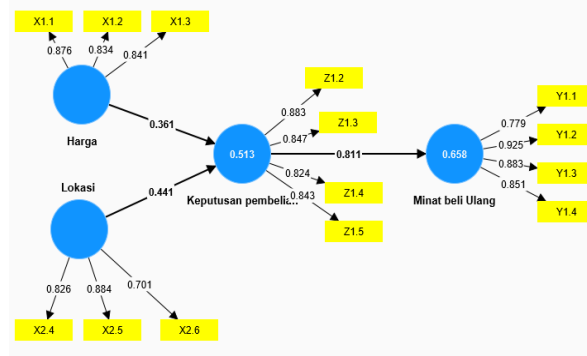 X1.1 X1.2 X1.3
0.876 0.834 0.841
Harga
0.361
Lokasi
0.441
0.826 0.884 0.701
X2.4 X2.5 X2.6
0.513
Keputusan pembelia...
Z1.2
0.883
Z1.3
0.847
0.811
0.824
Z1.4
0.843
Z1.5
0.658
Minat beli Ulang
Y1.1
0.779
Y1.2
0.925
0.883
Y1.3
0.851
Y1.4